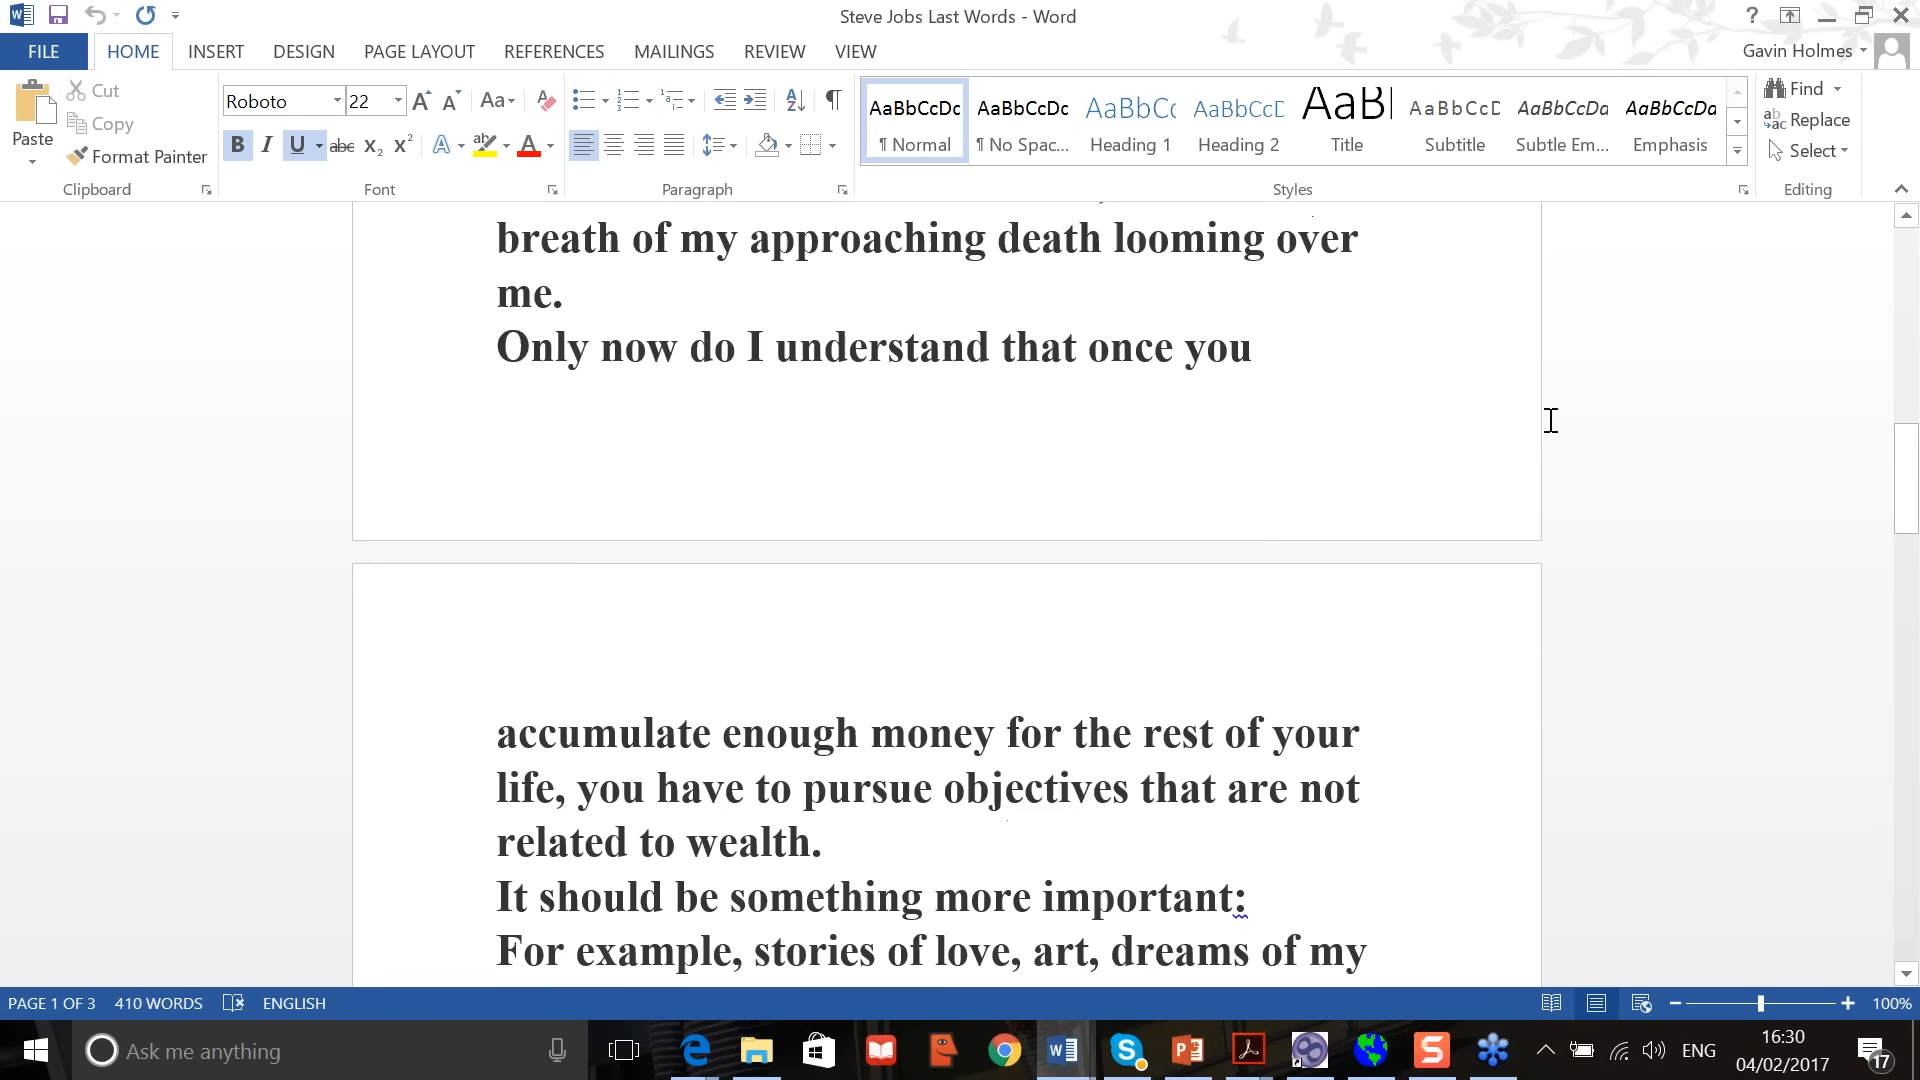 Steve Jobs Last Words - Word
FILE HOME INSERT DESIGN PAGE LAYOUT REFERENCES MAILINGS REVIEW VIEW
Gavin Holmes
Paste
Cut
Copy
Format Painter
Clipboard
Roboto 22
Font
Paragraph
AaBbCcDc AaBbCcDc AaBbCc AaBbCcD AaB AaBbCcD AaBbCcDa AaBbCcDa
¶ Normal ¶ No Spac... Heading 1 Heading 2 Title Subtitle Subtle Em... Emphasis
Styles
Find
Replace
Select
Editing
breath of my approaching death looming over
me.
Only now do I understand that once you
accumulate enough money for the rest of your
life, you have to pursue objectives that are not
related to wealth.
It should be something more important:
For example, stories of love, art, dreams of my
PAGE 1 OF 3 410 WORDS ENGLISH 100%
Ask me anything
ENG
16:30
04/02/2017
17